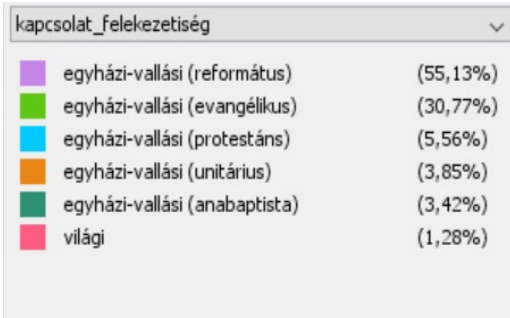 kapcsolat_felekezetiség
egyházi-vallási (református) (55,13%)
egyházi-vallási (evangélikus) (30,77%)
egyházi-vallási (protestáns) (5,56%)
egyházi-vallási (unitárius) (3,85%)
egyházi-vallási (anabaptista) (3,42%)
világi (1,28%)